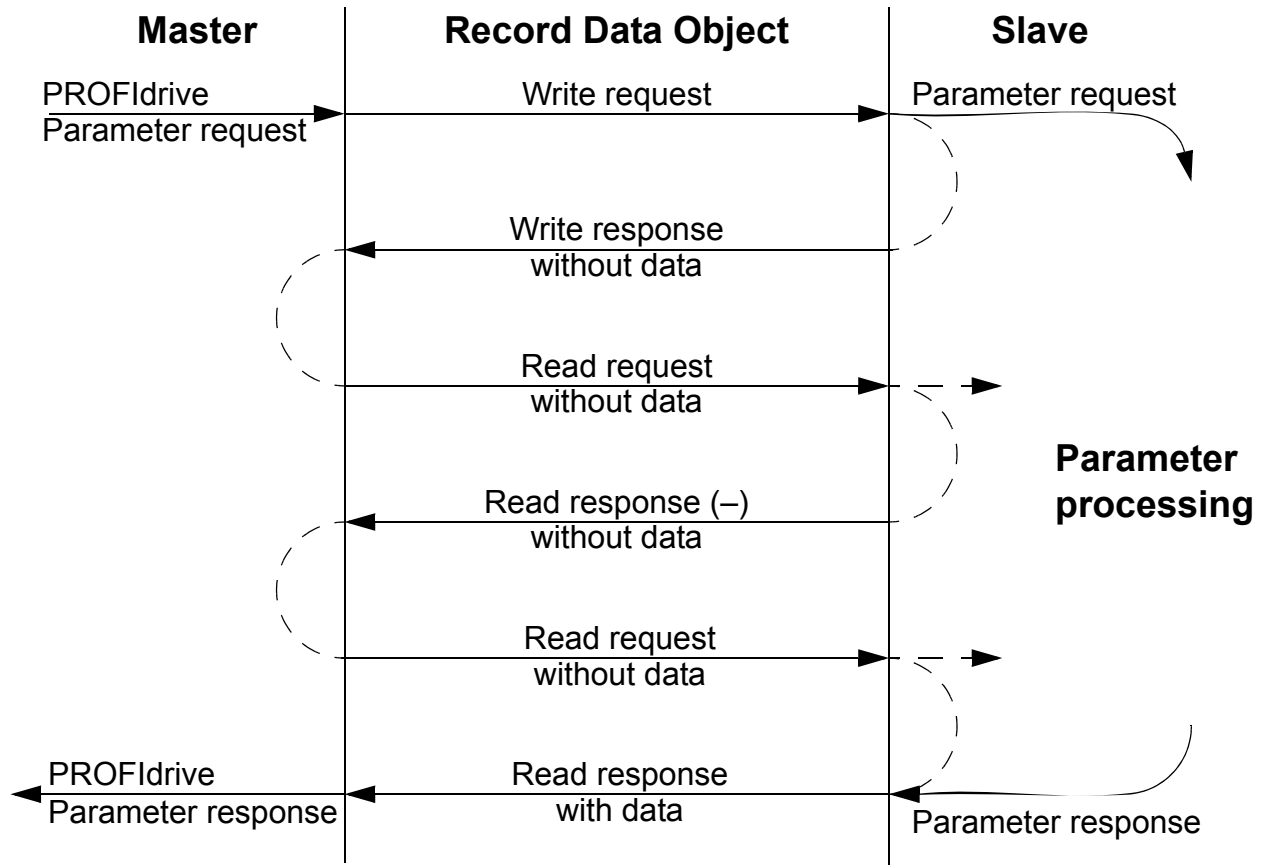 Master
Record Data Object
Slave
PROFIdrive
Parameter request
Write request
Parameter request
Write response
without data
Read request
without data
Parameter
processing
Read response (–)
without data
Read request
without data
PROFIdrive
Parameter response
Read response
with data
Parameter response